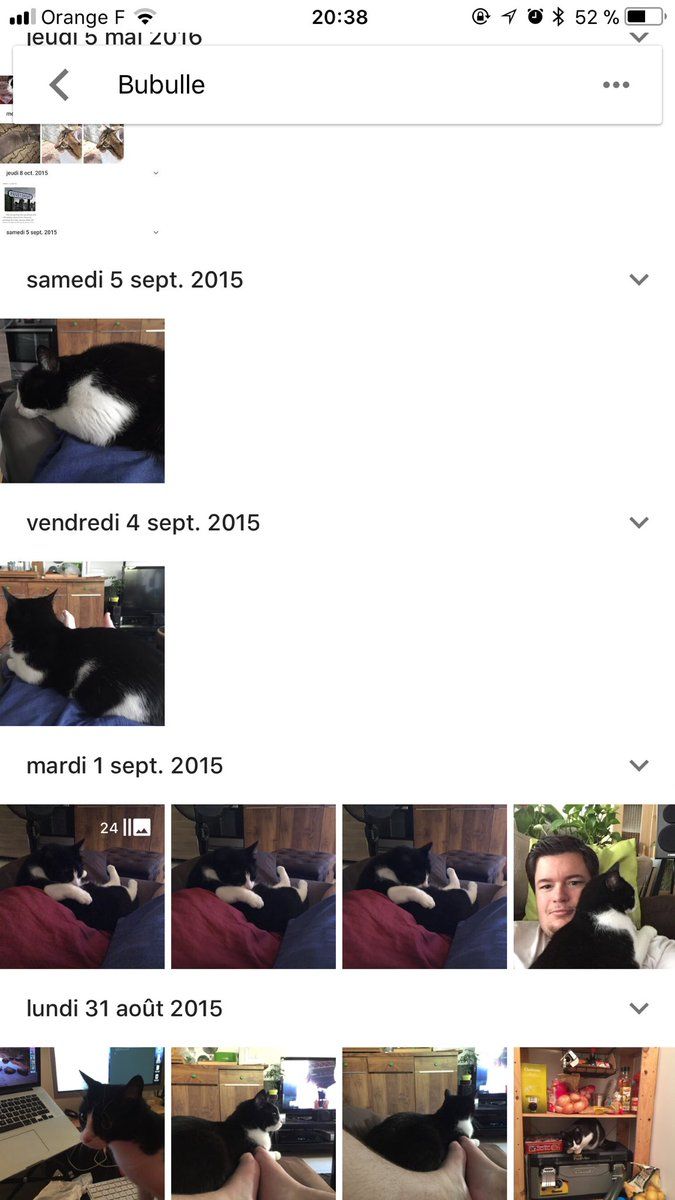 Orange F 20:38 52 %
jeudi 5 mai 2016
Bubulle
jeudi 8 oct. 2015
samedi 5 sept. 2015
samedi 5 sept. 2015
vendredi 4 sept. 2015
mardi 1 sept. 2015
24
lundi 31 août 2015